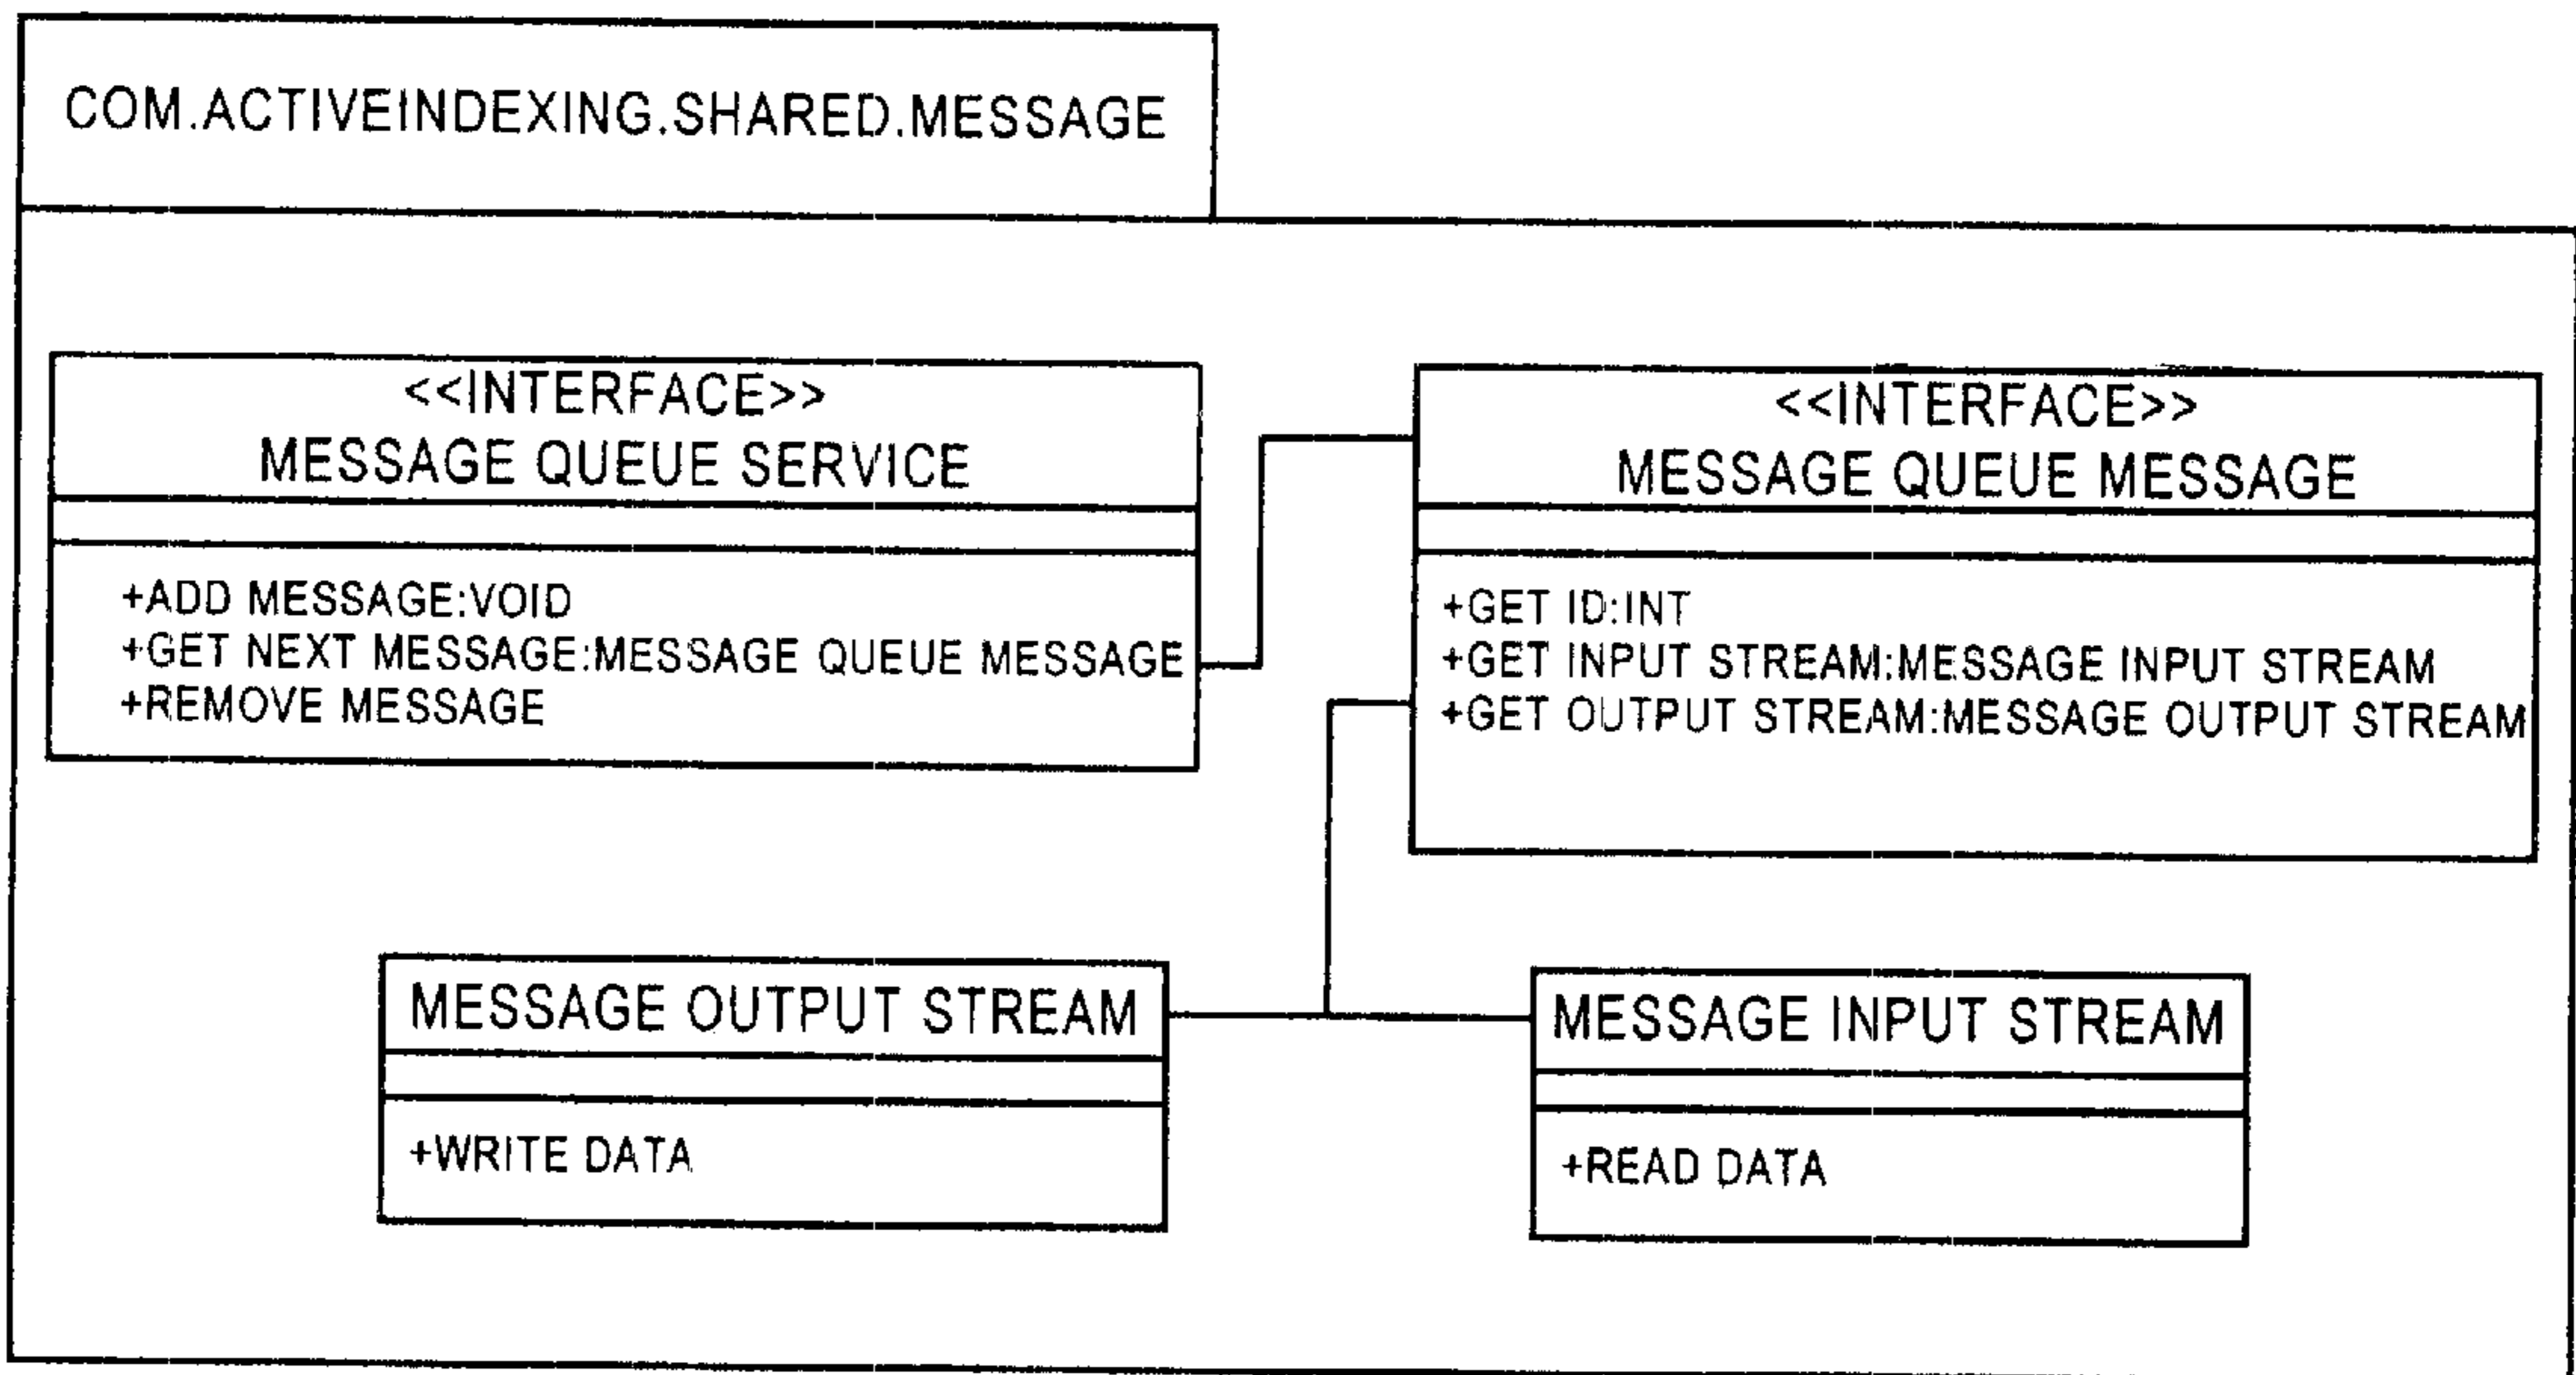 COM.ACTIVEINDEXING.SHARED.MESSAGE
<<INTERFACE>>
MESSAGE QUEUE SERVICE
+ADD MESSAGE:VOID
+GET NEXT MESSAGE:MESSAGE QUEUE MESSAGE
+REMOVE MESSAGE
<<INTERFACE>>
MESSAGE QUEUE MESSAGE
+GET ID:INT
+GET INPUT STREAM:MESSAGE INPUT STREAM
+GET OUTPUT STREAM:MESSAGE OUTPUT STREAM
MESSAGE OUTPUT STREAM
+WRITE DATA
MESSAGE INPUT STREAM
+READ DATA